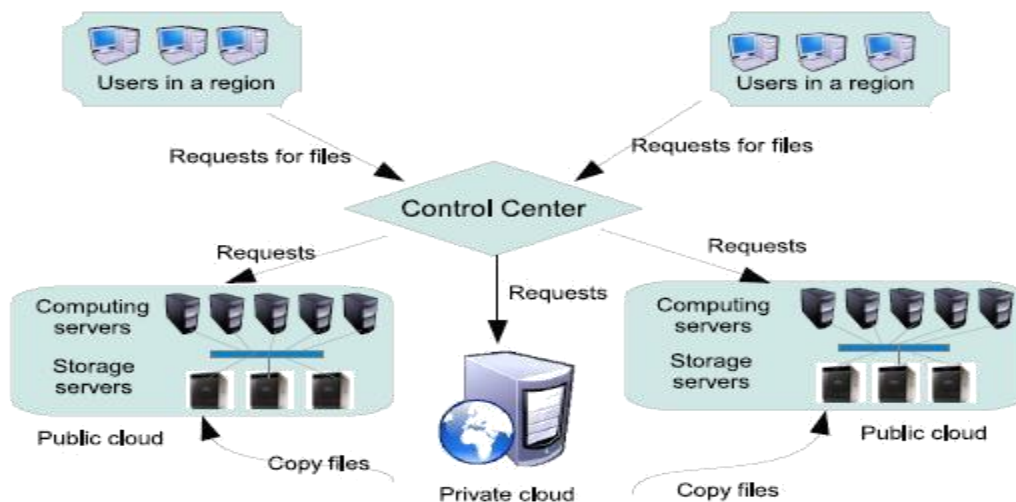 Users in a region
Users in a region
Requests for files
Requests for files
Control Center
Requests
Requests
Requests
Computing
servers
Storage
servers
Public cloud
Computing
servers
Storage
servers
Public cloud
Copy files
Private cloud
Copy files